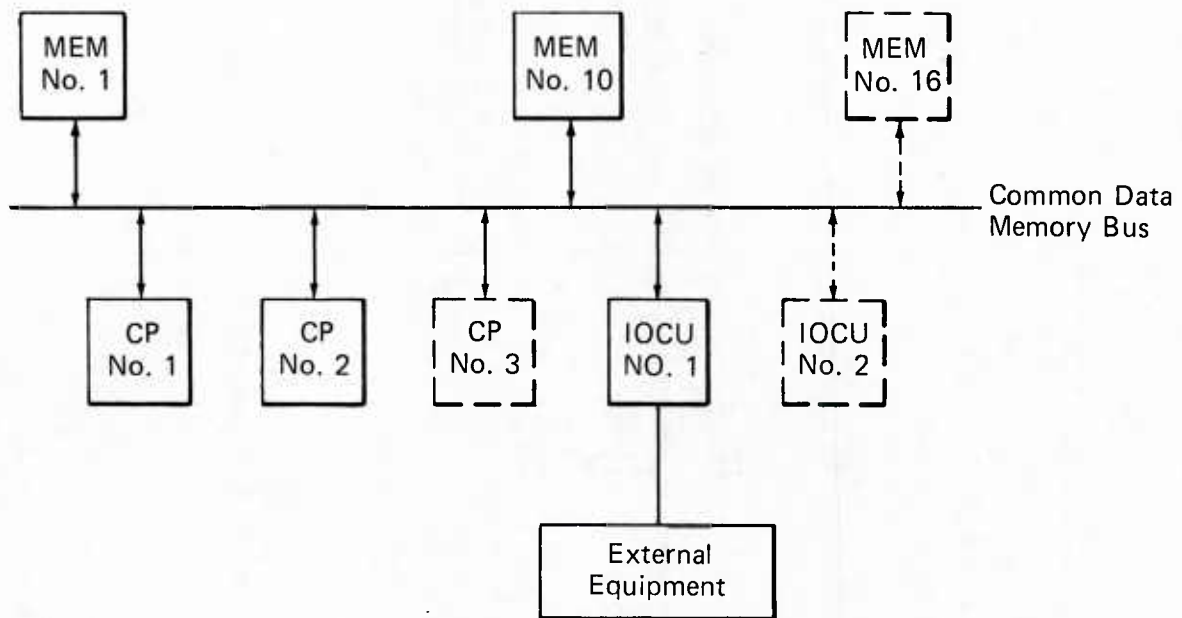 MEM
No. 1
MEM
No. 10
MEM
No. 16
Common Data
Memory Bus
CP
No. 1
CP
No. 2
CP
No. 3
IOCU
NO. 1
IOCU
No. 2
External
Equipment